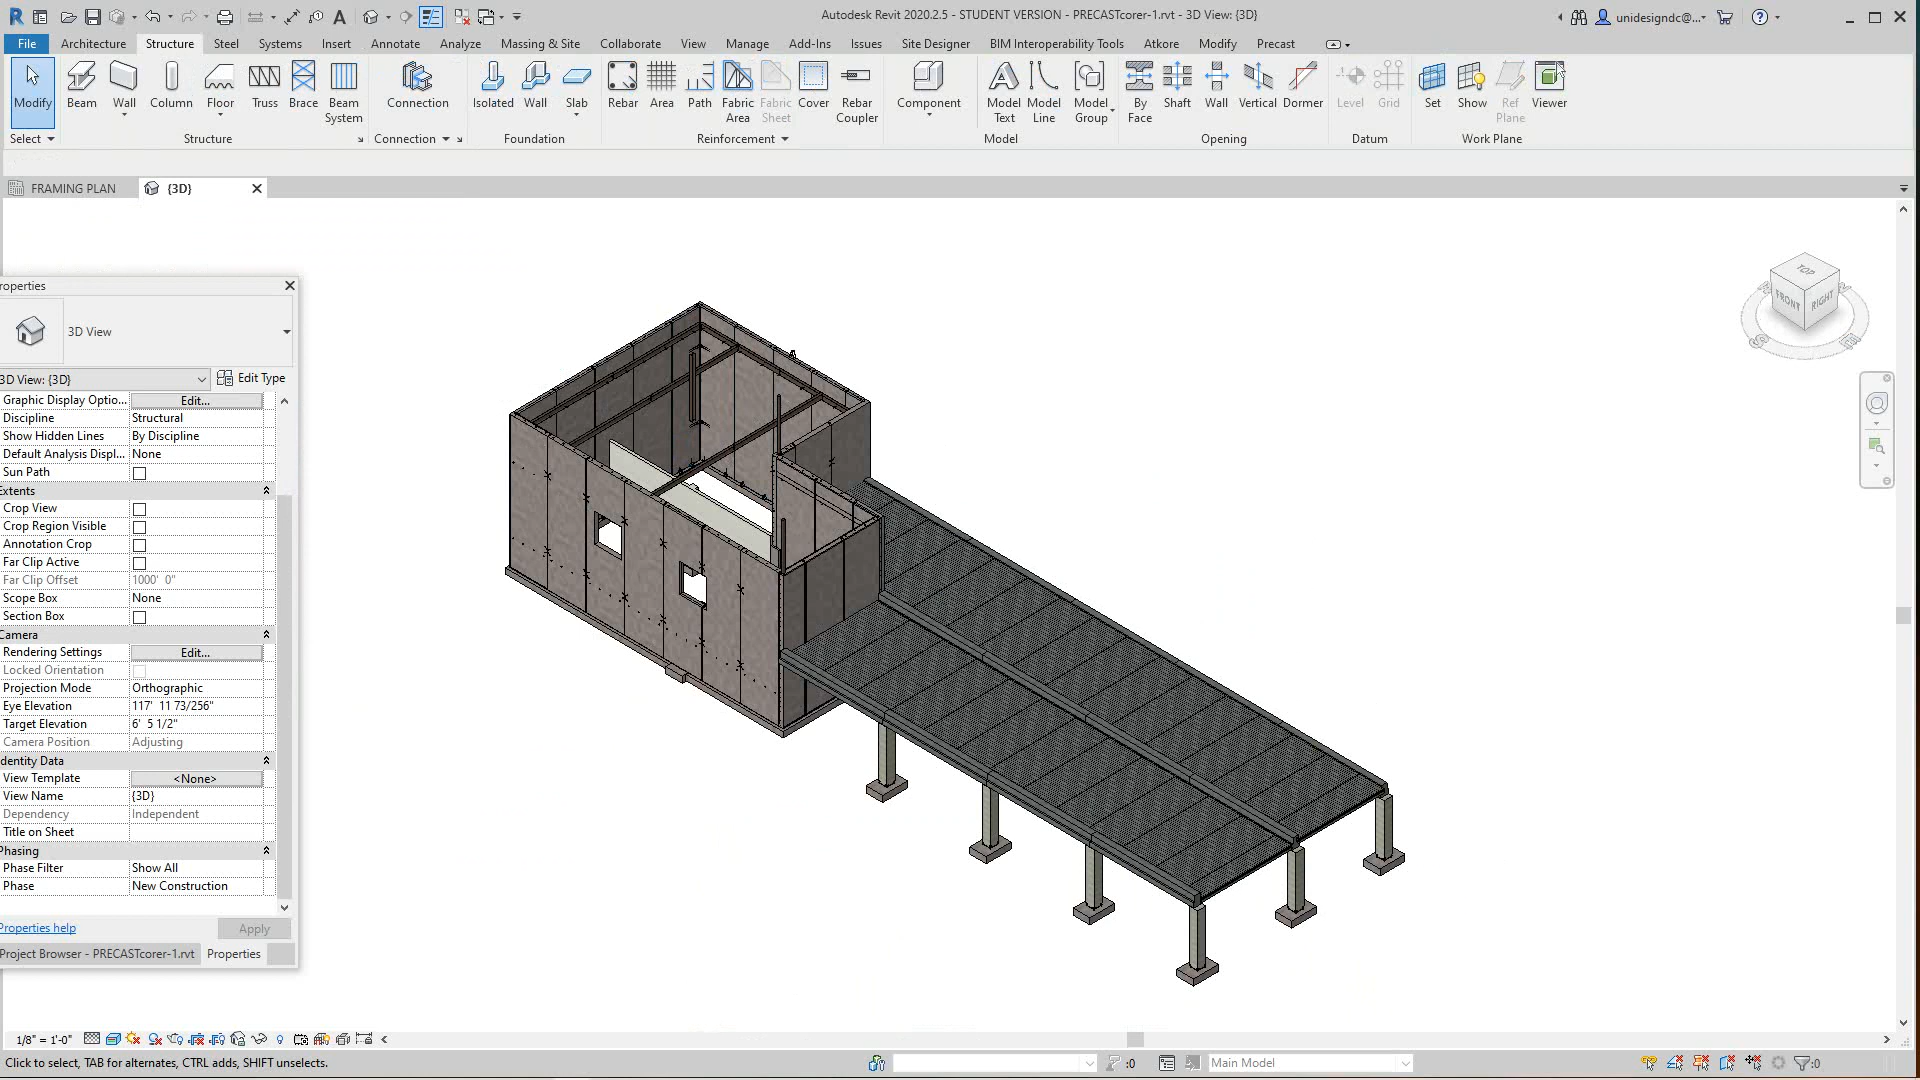 Autodesk Revit 2020.2.5 - STUDENT VERSION - PRECASTcorer-1.rvt - 3D View: {3D}
unidesigndc@...
File Architecture Structure Steel Systems Insert Annotate Analyze Massing & Site Collaborate View Manage Add-Ins Issues Site Designer BIM Interoperability Tools Atkore Modify Precast
Modify Beam Wall Column Floor Truss Brace Beam System Connection Isolated Wall Slab Rebar Area Path Fabric Area Fabric Sheet Cover Rebar Coupler Component Model Text Model Line Model Group By Face Shaft Wall Vertical Dormer Level Grid Set Show Ref Plane Viewer
Select Structure Connection Foundation Reinforcement Model Opening Datum Work Plane
FRAMING PLAN {3D}
TOP
FRONT RIGHT
roperties
3D View
3D View: {3D} Edit Type
Graphic Display Optio... Edit...
Discipline Structural
Show Hidden Lines By Discipline
Default Analysis Displ... None
Sun Path
Extents
Crop View
Crop Region Visible
Annotation Crop
Far Clip Active
Far Clip Offset 1000' 0"
Scope Box None
Section Box
Camera
Rendering Settings Edit...
Locked Orientation
Projection Mode Orthographic
Eye Elevation 117' 11 73/256"
Target Elevation 6' 5 1/2"
Camera Position Adjusting
dentity Data
View Template <None>
View Name {3D}
Dependency Independent
Title on Sheet
Phasing
Phase Filter Show All
Phase New Construction
Properties help Apply
Project Browser - PRECASTcorer-1.rvt Properties
1/8" = 1'-0"
Click to select, TAB for alternates, CTRL adds, SHIFT unselects. :0 Main Model :0